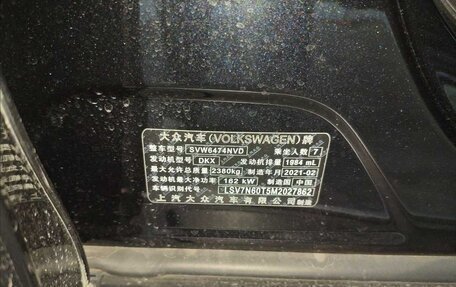 大众汽车(VOLKSWAGEN)牌
整车型号 SVW6474NVD 乘坐人数 7
发动机型号 DKX 发动机排量 1984 mL
最大允许总质量 2380kg 制造年月 2021-02
发动机最大净功率 162 kW 制造国 中国
车辆识别代号 LSV7N60T5M2027862
上汽大众汽车有限公司 制造